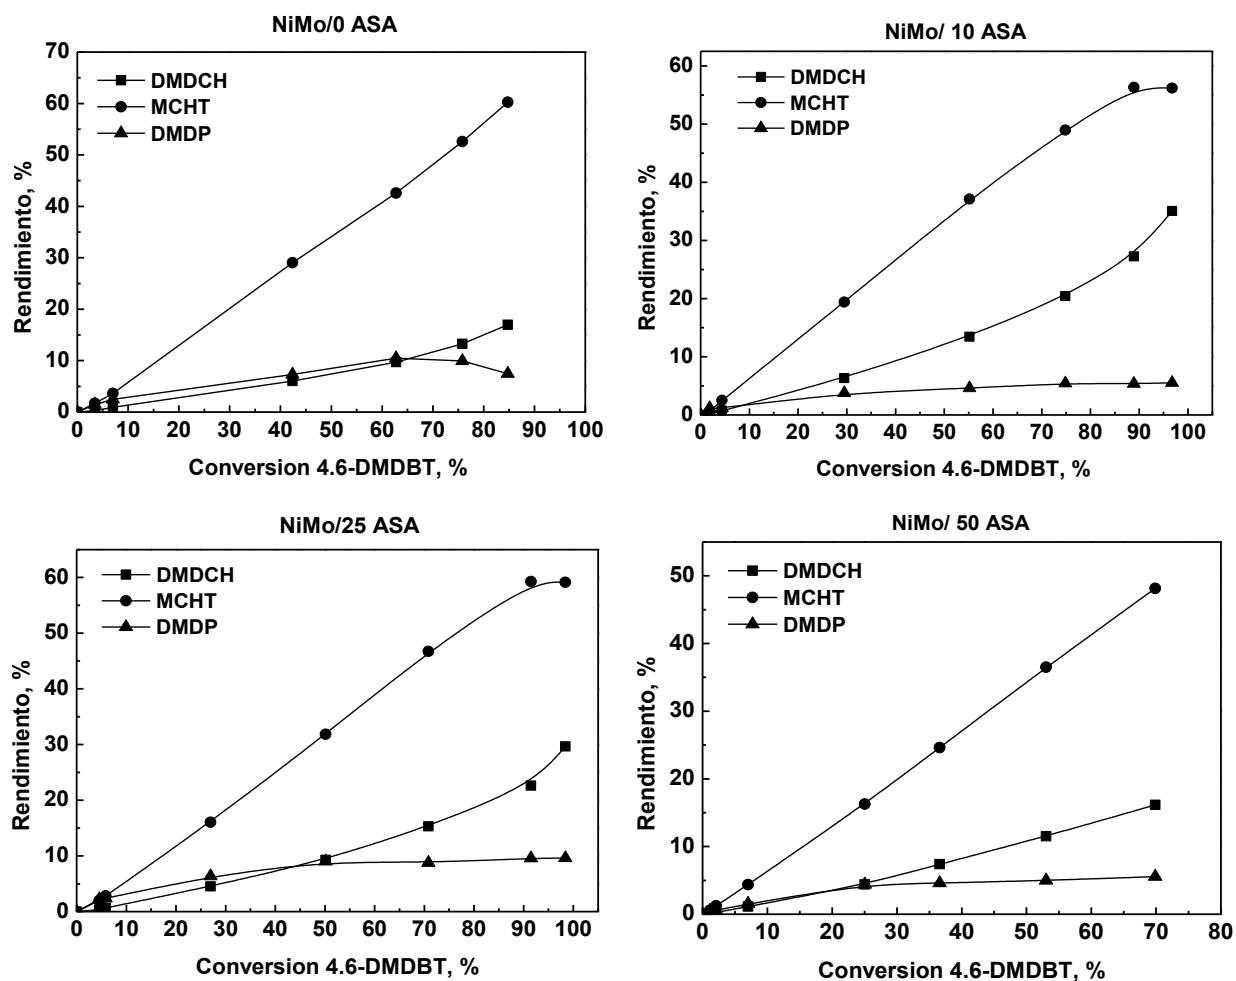 NiMo/0 ASA
70
60
50
40
30
20
10
0
Rendimiento, %
DMDCH
MCHT
DMDP
0 10 20 30 40 50 60 70 80 90 100
Conversion 4.6-DMDBT, %
NiMo/ 10 ASA
60
50
40
30
20
10
0
Rendimiento, %
DMDCH
MCHT
DMDP
0 10 20 30 40 50 60 70 80 90 100
Conversion 4.6-DMDBT, %
NiMo/25 ASA
60
50
40
30
20
10
0
Rendimiento, %
DMDCH
MCHT
DMDP
0 10 20 30 40 50 60 70 80 90 100
Conversion 4.6-DMDBT, %
NiMo/ 50 ASA
50
40
30
20
10
0
Rendimiento, %
DMDCH
MCHT
DMDP
0 10 20 30 40 50 60 70 80
Conversion 4.6-DMDBT, %